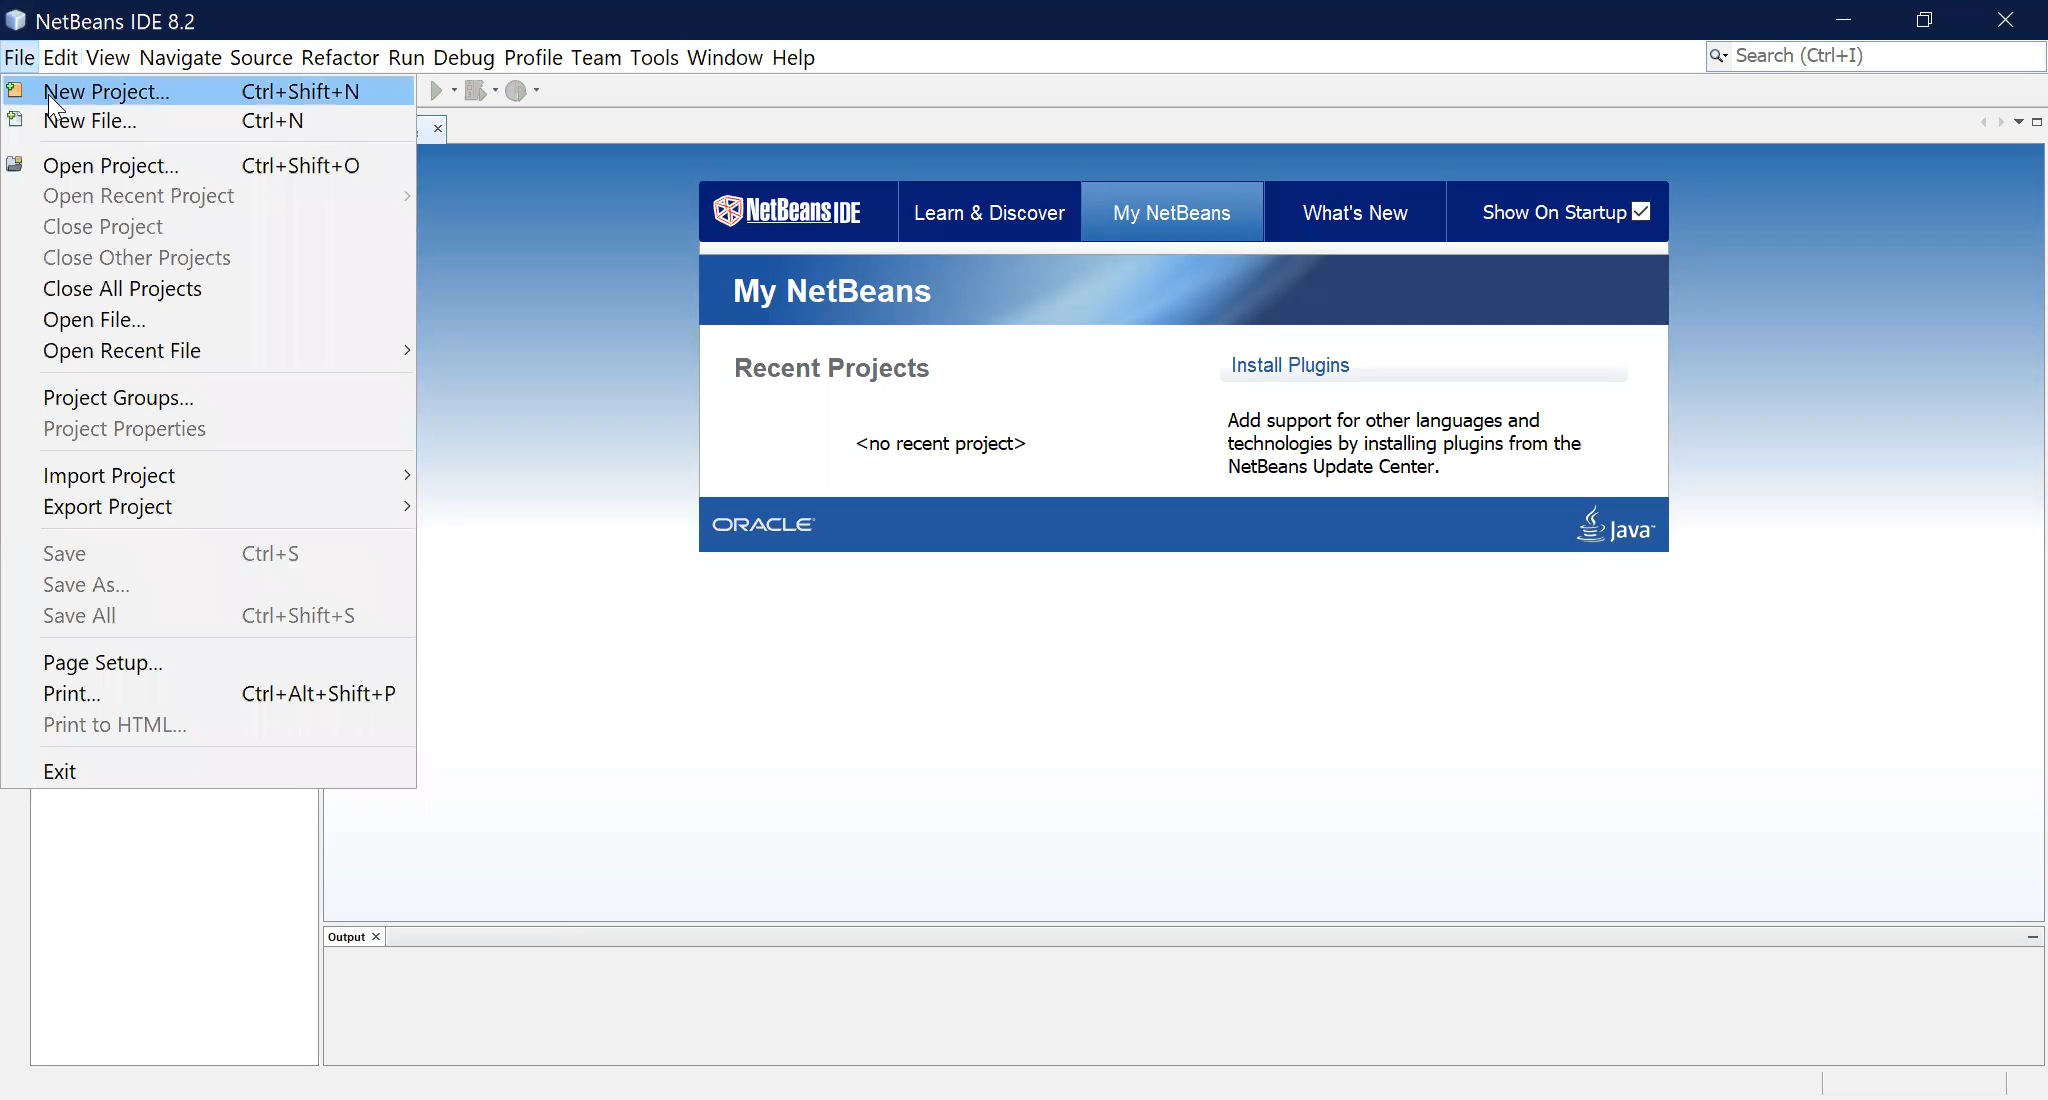 NetBeans IDE 8.2
File Edit View Navigate Source Refactor Run Debug Profile Team Tools Window Help
Search (Ctrl+I)
New Project... Ctrl+Shift+N
New File... Ctrl+N
Open Project... Ctrl+Shift+O
Open Recent Project
Close Project
Close Other Projects
Close All Projects
Open File...
Open Recent File
Project Groups...
Project Properties
Import Project
Export Project
Save Ctrl+S
Save As...
Save All Ctrl+Shift+S
Page Setup...
Print... Ctrl+Alt+Shift+P
Print to HTML...
Exit
NetBeans IDE Learn & Discover My NetBeans What's New Show On Startup
My NetBeans
Recent Projects
<no recent project>
Install Plugins
Add support for other languages and
technologies by installing plugins from the
NetBeans Update Center.
ORACLE
Java
Output